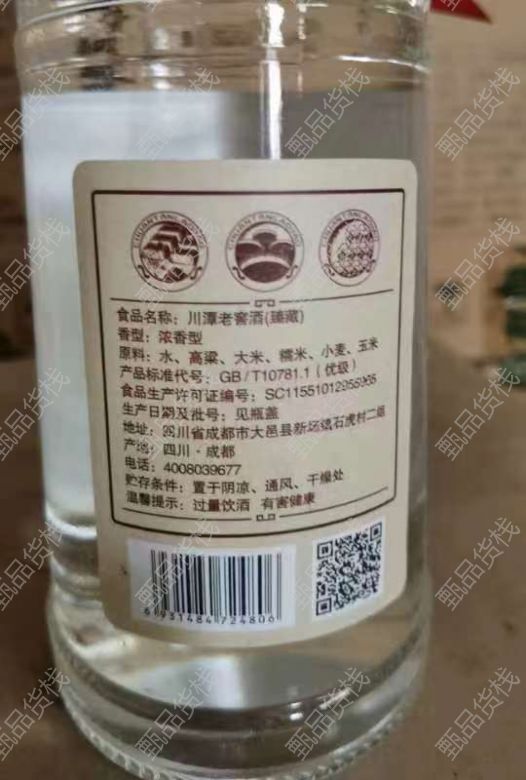 CHUANTANLAOJIAO
CHUANTANLAOJIAO
CHUANTANLAOJIAO
食品名称：川潭老窖酒(臻藏)
香型：浓香型
原料：水、高粱、大米、糯米、小麦、玉米
产品标准代号：GB/T10781.1（优级）
食品生产许可证编号：
生产日期及批号：见瓶盖
地址：四川省成都市大邑县新场镇石虎村二组
产地：四川·成都
电话：4008039677
贮存条件：置于阴凉、通风、干燥处
温馨提示：过量饮酒 有害健康
6931484724806
甄品货栈